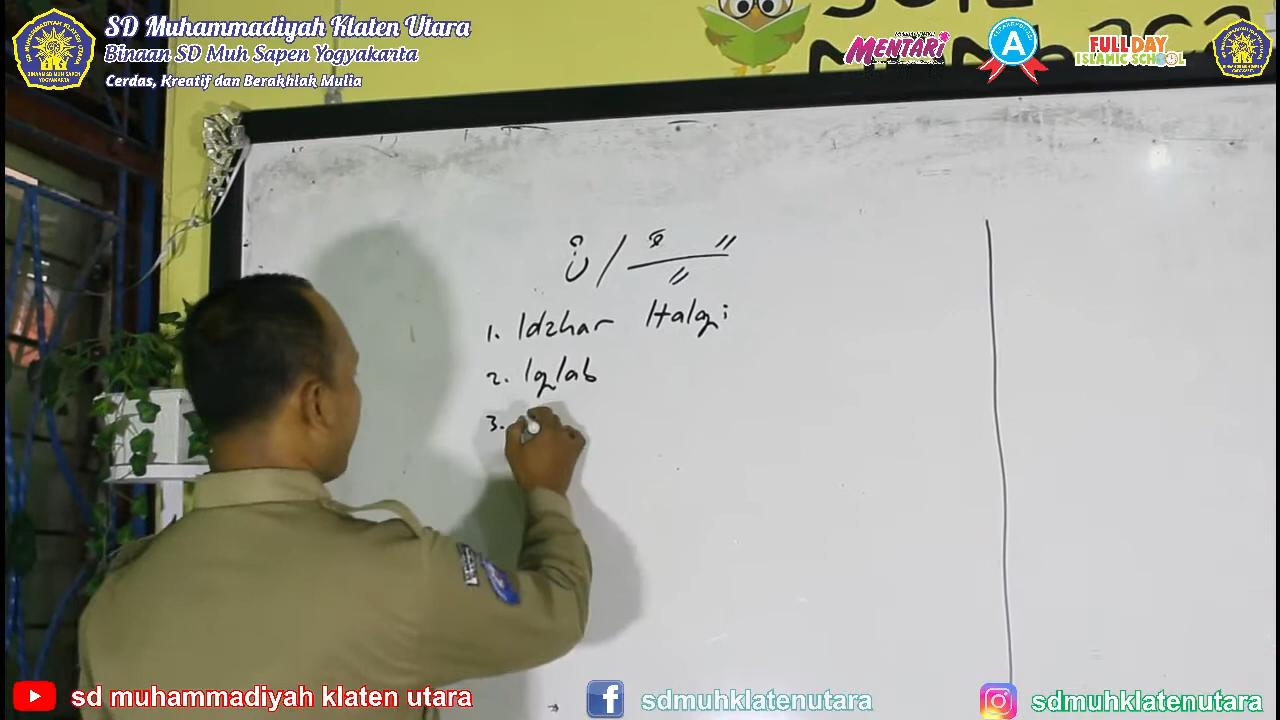 SD Muhammadiyah Klaten Utara
Binaan SD Muh Sapen Yogyakarta
Cerdas, Kreatif dan Berakhlak Mulia
MENTARI
A
FULL DAY
ISLAMIC SCHOOL
نْ / ــًـٍـٌ
1. Idzhar Halqi
2. Iqlab
3.
sd muhammadiyah klaten utara
sdmuhklatenutara
sdmuhklatenutara